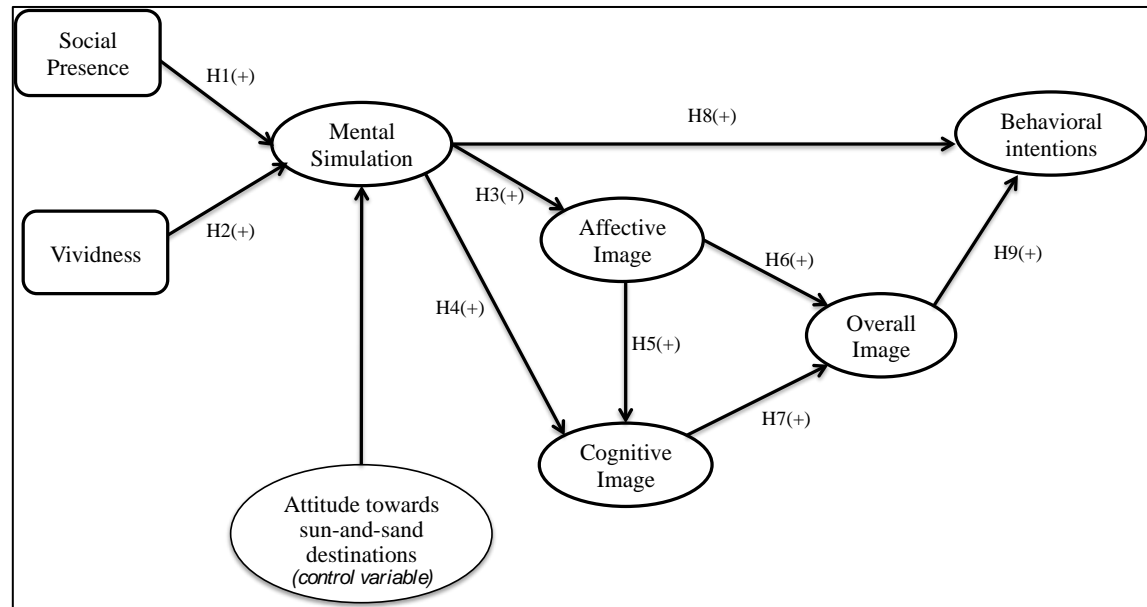 Social
Presence
H1(+)
Mental
Simulation
H8(+)
Behavioral
intentions
Vividness
H2(+)
H3(+)
Affective
Image
H6(+)
H9(+)
H4(+)
H5(+)
Overall
Image
H7(+)
Cognitive
Image
Attitude towards
sun-and-sand
destinations
(control variable)